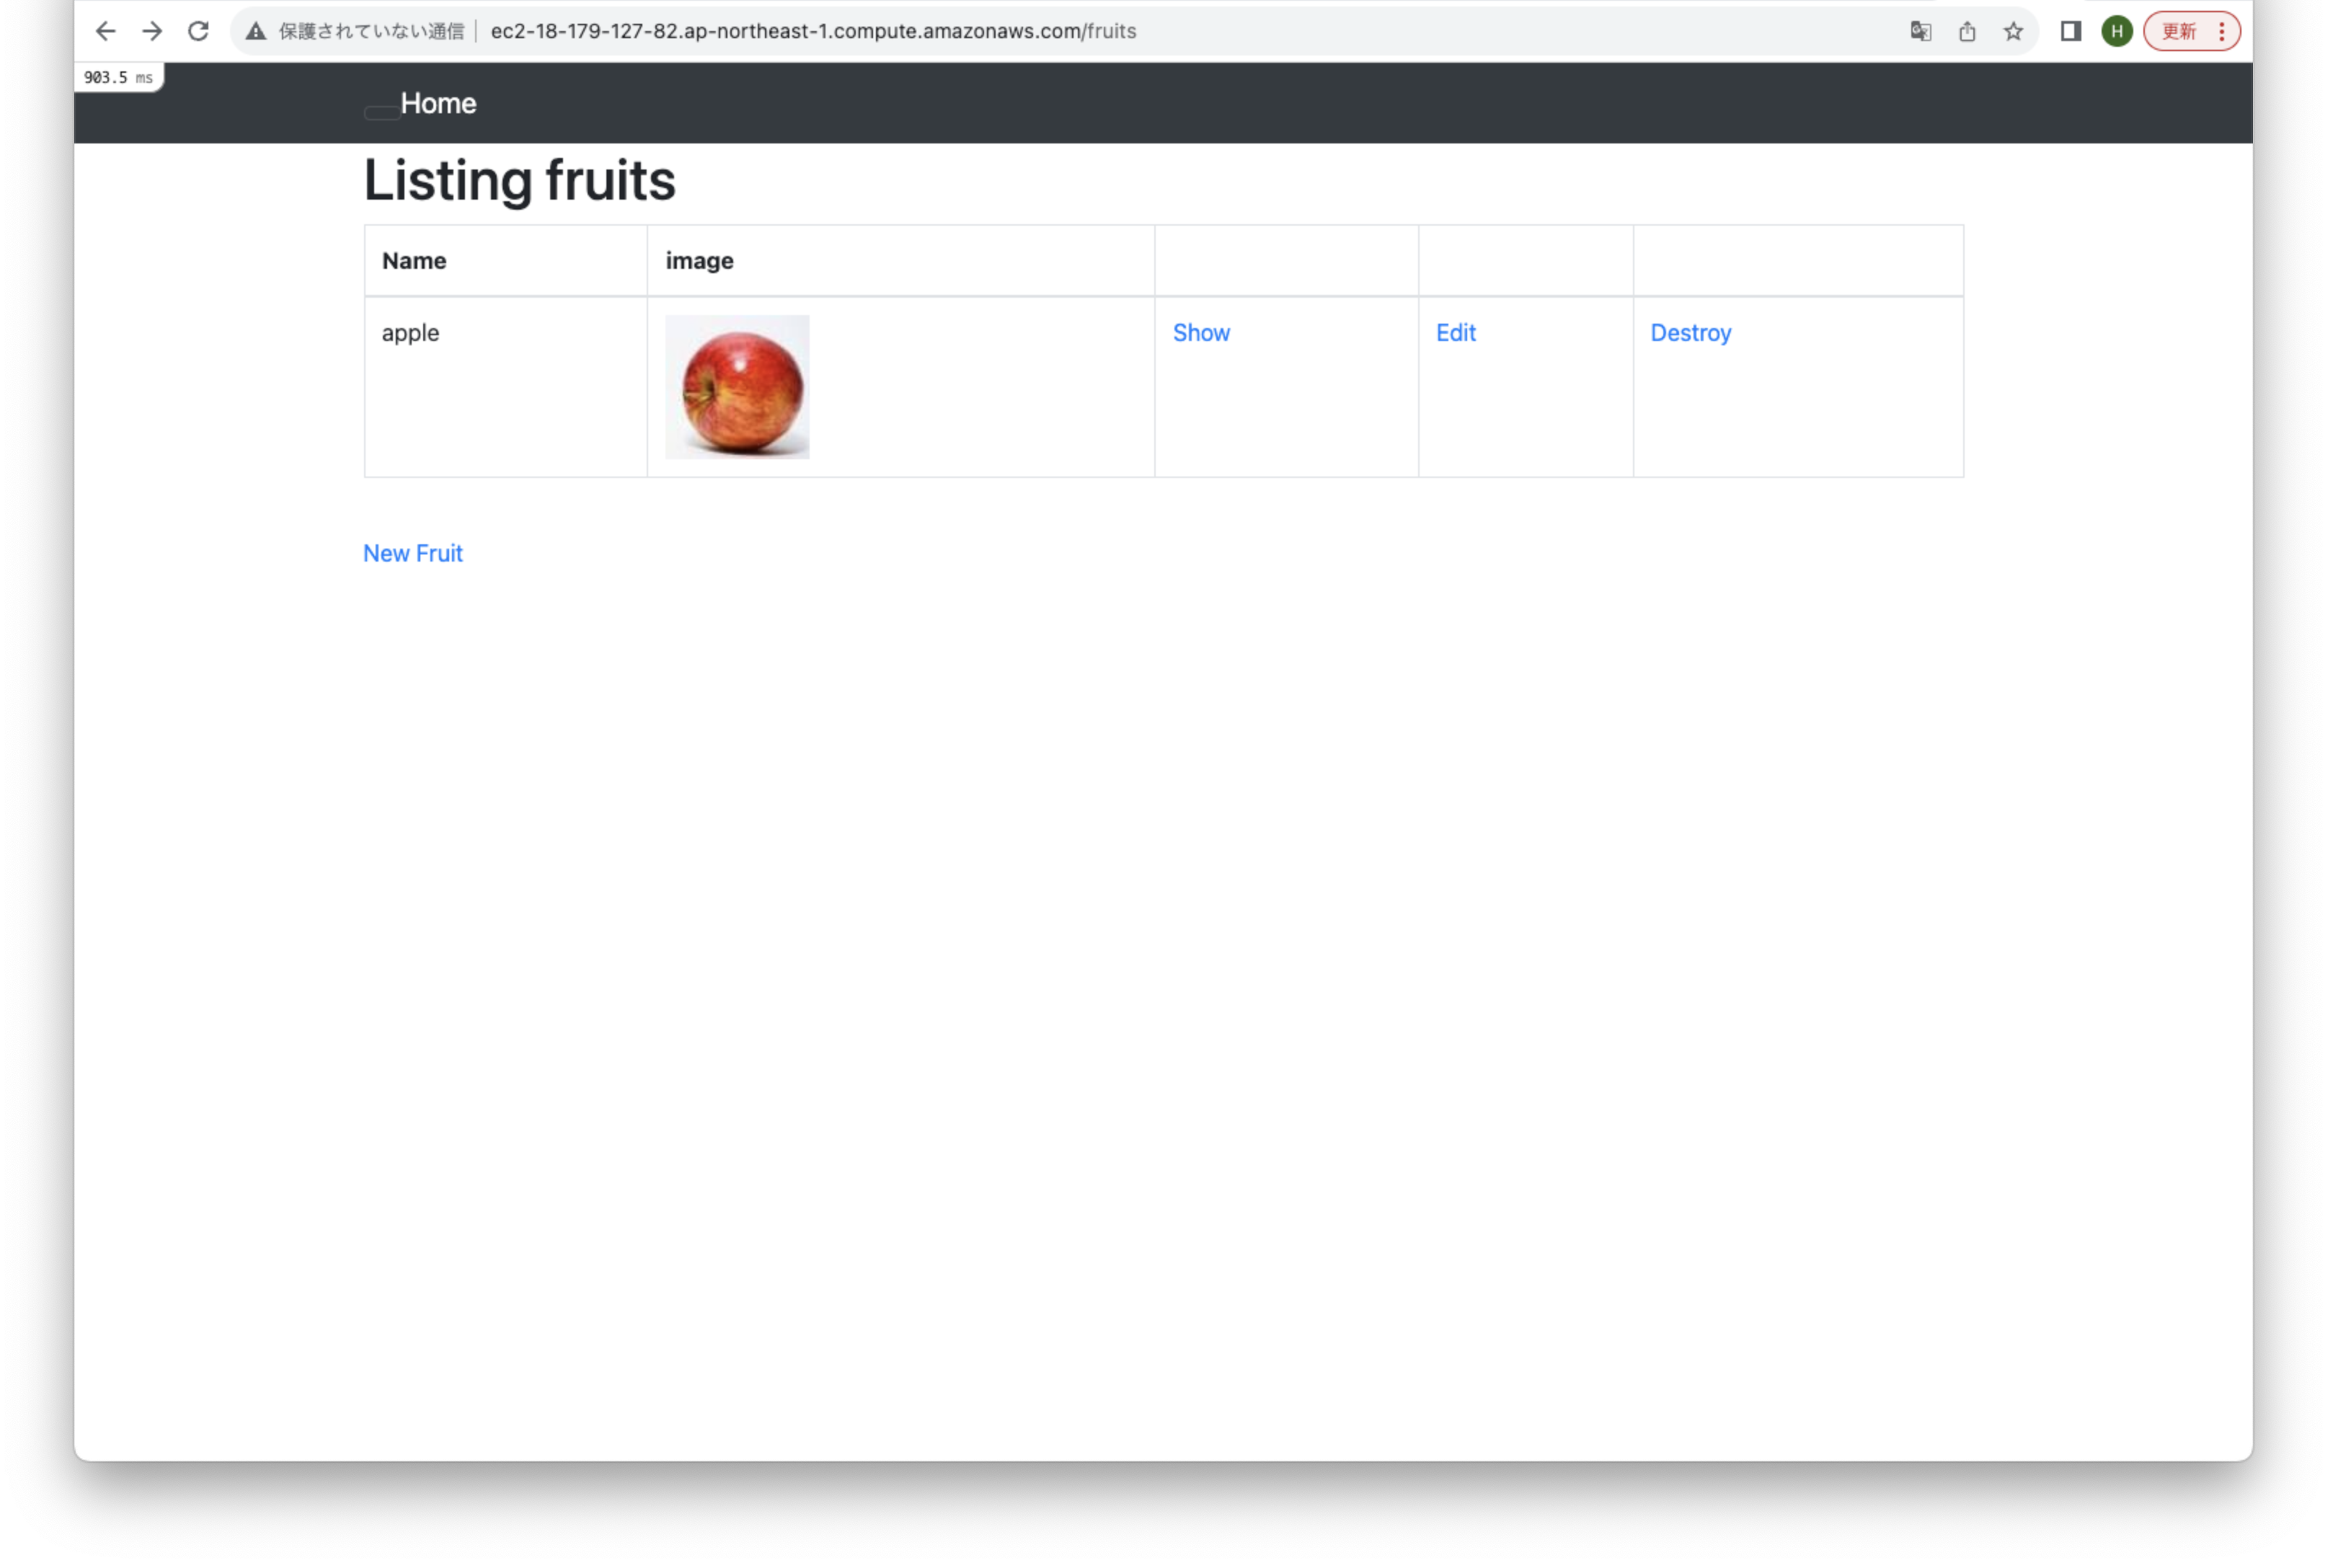 保護されていない通信 ec2-18-179-127-82.ap-northeast-1.compute.amazonaws.com/fruits H 更新
903.5 ms
Home
Listing fruits
Name image
apple Show Edit Destroy
New Fruit